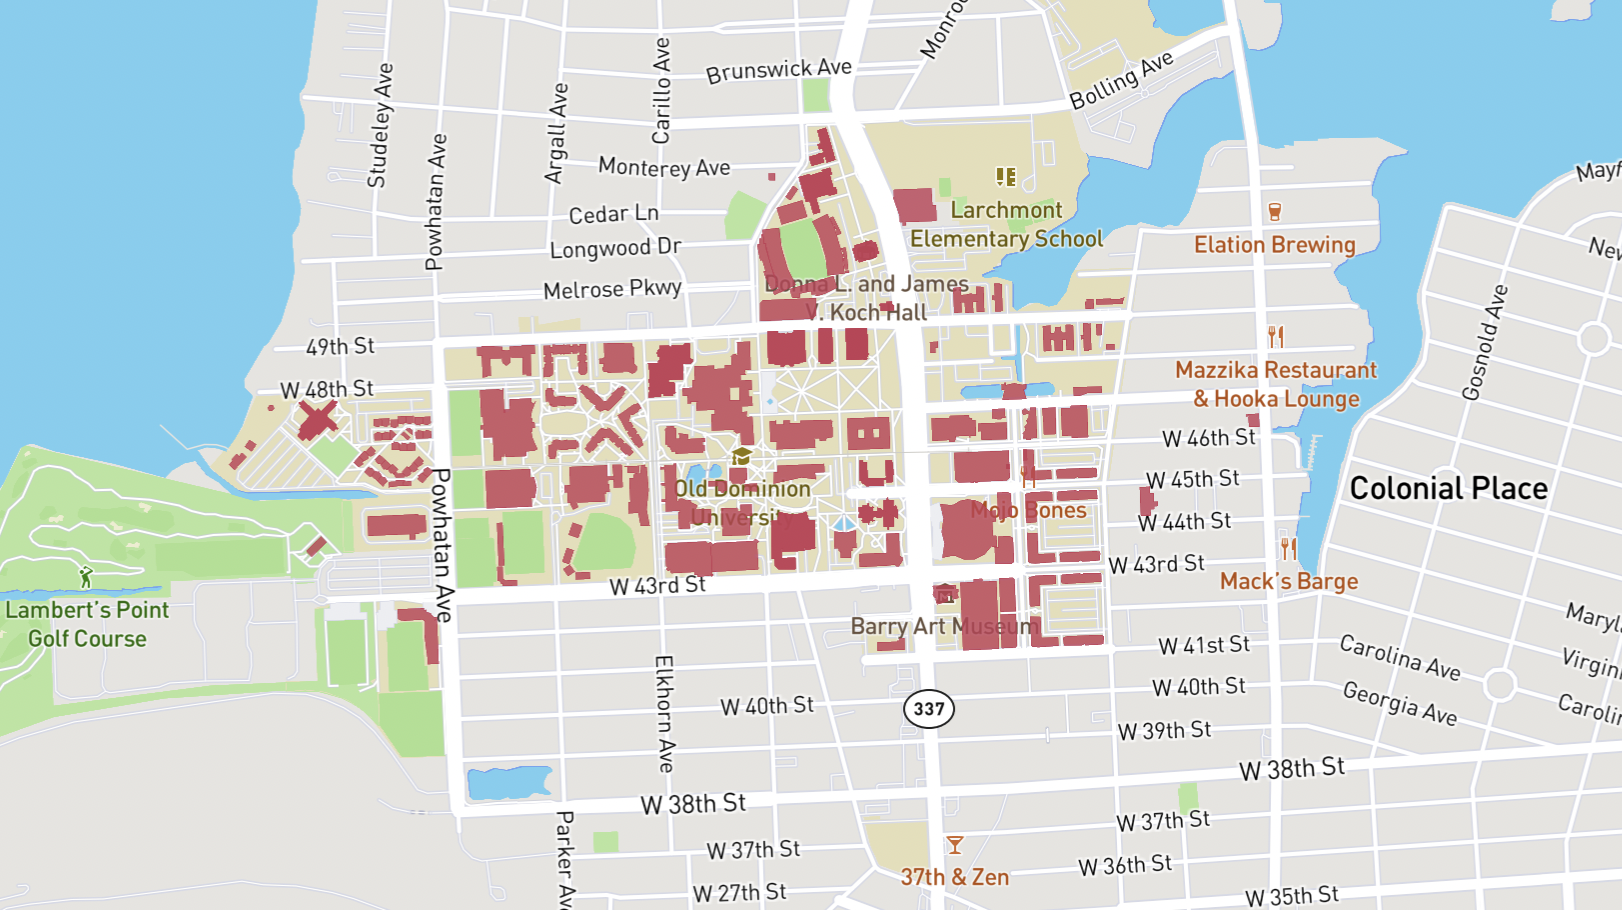 Monro
Brunswick Ave
Bolling Ave
Studeley Ave
Carillo Ave
Argall Ave
Powhatan Ave
Monterey Ave
Mayf
Larchmont
Elementary School
Cedar Ln
Longwood Dr
Elation Brewing
New
Melrose Pkwy
Donna L. and James
V. Koch Hall
Gosnold Ave
49th St
W 48th St
Mazzika Restaurant
& Hooka Lounge
W 46th St
W 45th St
Colonial Place
Old Dominion
University
Mojo Bones
W 44th St
Powhatan Ave
W 43rd St
W 43rd St
Mack's Barge
Lambert's Point
Golf Course
Barry Art Museum
W 41st St
Maryl
Carolina Ave
Virgin
Elkhorn Ave
W 40th St
337
W 40th St
Georgia Ave
Carolin
W 39th St
W 38th St
W 38th St
Parker Av
W 37th St
W 37th St
37th & Zen
W 36th St
W 27th St
W 35th St